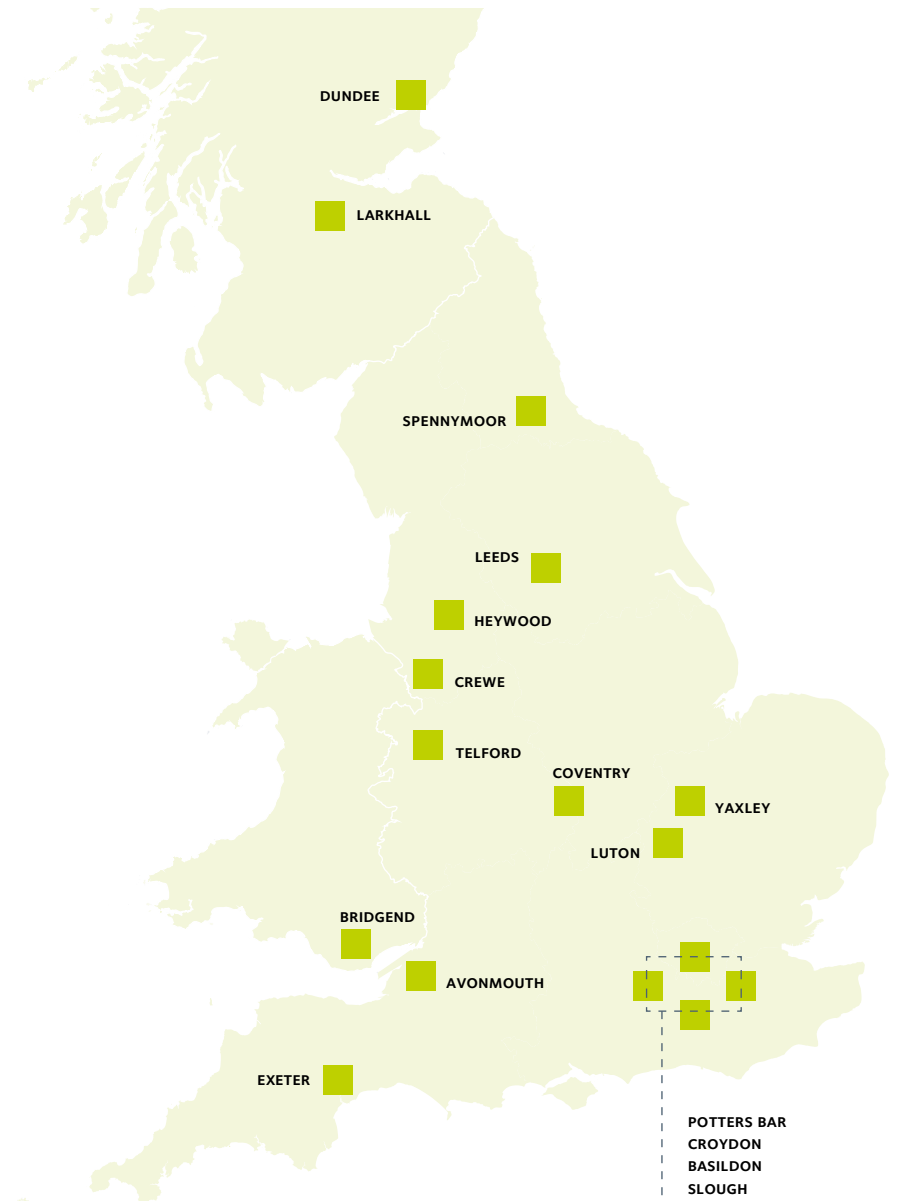 DUNDEE
LARKHALL
SPENNYMOOR
LEEDS
HEYWOOD
CREWE
TELFORD
COVENTRY
YAXLEY
LUTON
BRIDGEND
AVONMOUTH
EXETER
POTTERS BAR
CROYDON
BASILDON
SLOUGH